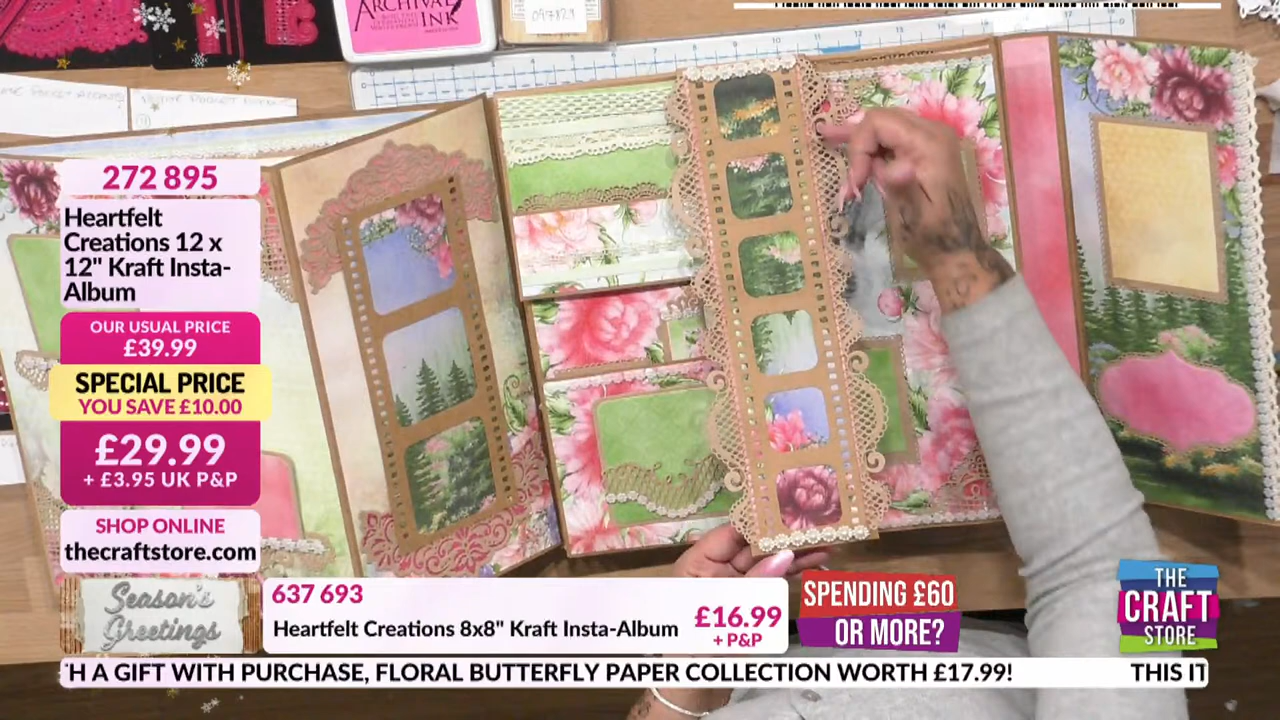 ARCHIVAL
INK
097829
272 895
Heartfelt
Creations 12 x
12" Kraft Insta-
Album
OUR USUAL PRICE
£39.99
SPECIAL PRICE
YOU SAVE £10.00
£29.99
+ £3.95 UK P&P
SHOP ONLINE
thecraftstore.com
Season's
Greetings
637 693
Heartfelt Creations 8x8" Kraft Insta-Album
£16.99
+ P&P
SPENDING £60
OR MORE?
THE
CRAFT
STORE
'H A GIFT WITH PURCHASE, FLORAL BUTTERFLY PAPER COLLECTION WORTH £17.99!
THIS IT